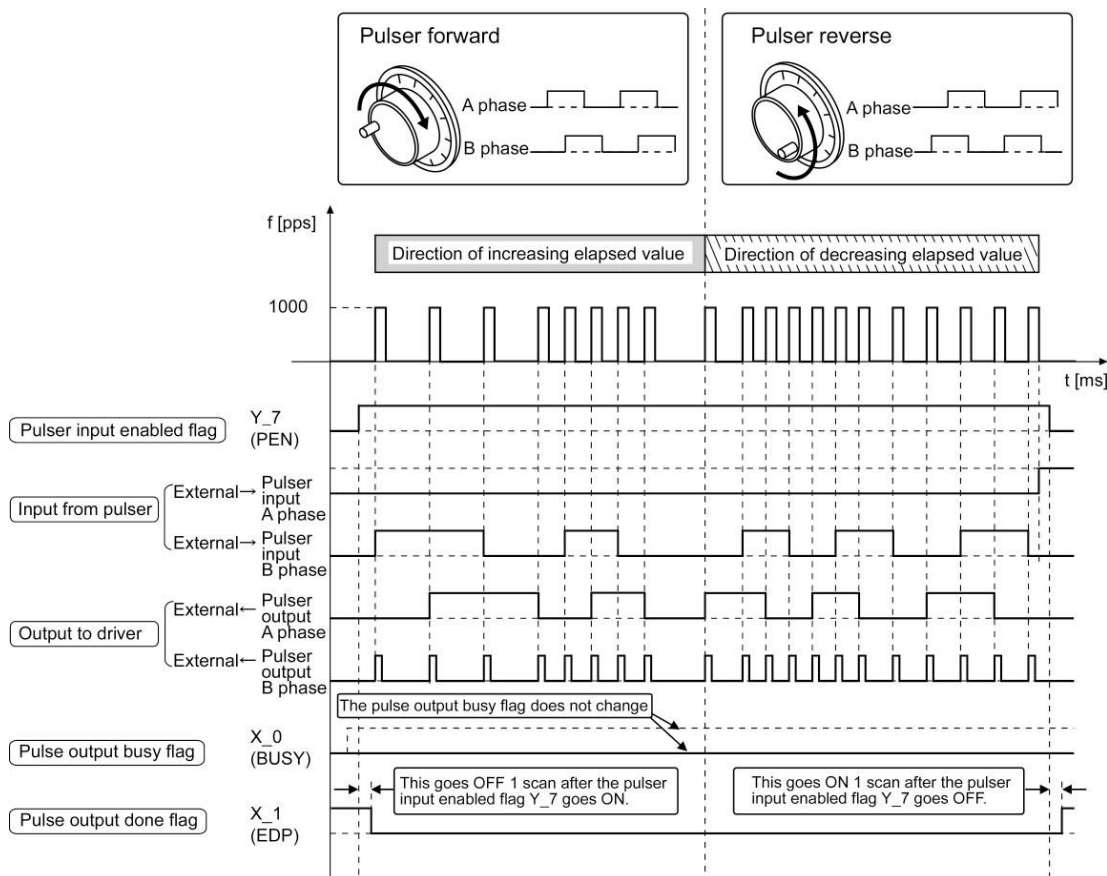 Pulser forward
A phase
B phase
Pulser reverse
A phase
B phase
f [pps]
Direction of increasing elapsed value
Direction of decreasing elapsed value
1000
t [ms]
Pulser input enabled flag
Y_7
(PEN)
Input from pulser
External→
Pulser
input
A phase
External→
Pulser
input
B phase
Output to driver
External←
Pulser
output
A phase
External←
Pulser
output
B phase
The pulse output busy flag does not change
Pulse output busy flag
X_0
(BUSY)
This goes OFF 1 scan after the pulser
input enabled flag Y_7 goes ON.
This goes ON 1 scan after the pulser
input enabled flag Y_7 goes OFF.
Pulse output done flag
X_1
(EDP)